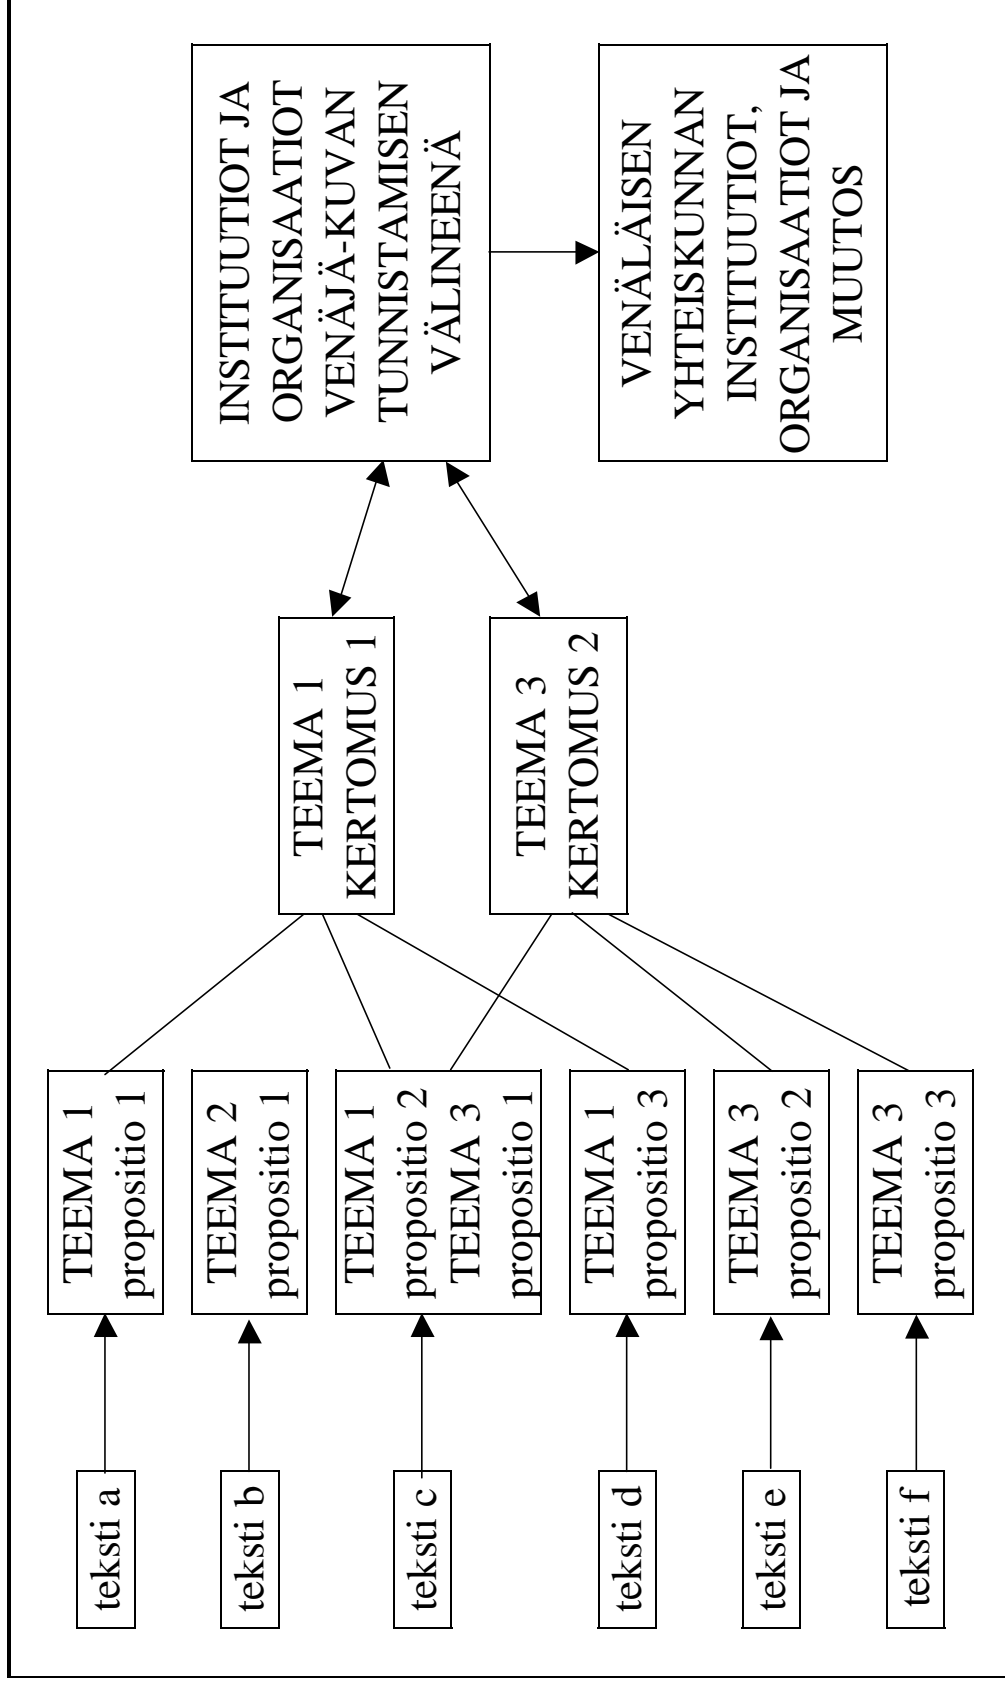 teksti a
teksti b
teksti c
teksti d
teksti e
teksti f
TEEMA 1
propositio 1
TEEMA 2
propositio 1
TEEMA 1
propositio 2
TEEMA 3
propositio 1
TEEMA 1
propositio 3
TEEMA 3
propositio 2
TEEMA 3
propositio 3
TEEMA 1
KERTOMUS 1
TEEMA 3
KERTOMUS 2
INSTITUUTIOT JA
ORGANISAATIOT
VENÄJÄ-KUVAN
TUNNISTAMISEN
VÄLINEENÄ
VENÄLÄISEN
YHTEISKUNNAN
INSTITUUTIOT,
ORGANISAATIOT JA
MUUTOS